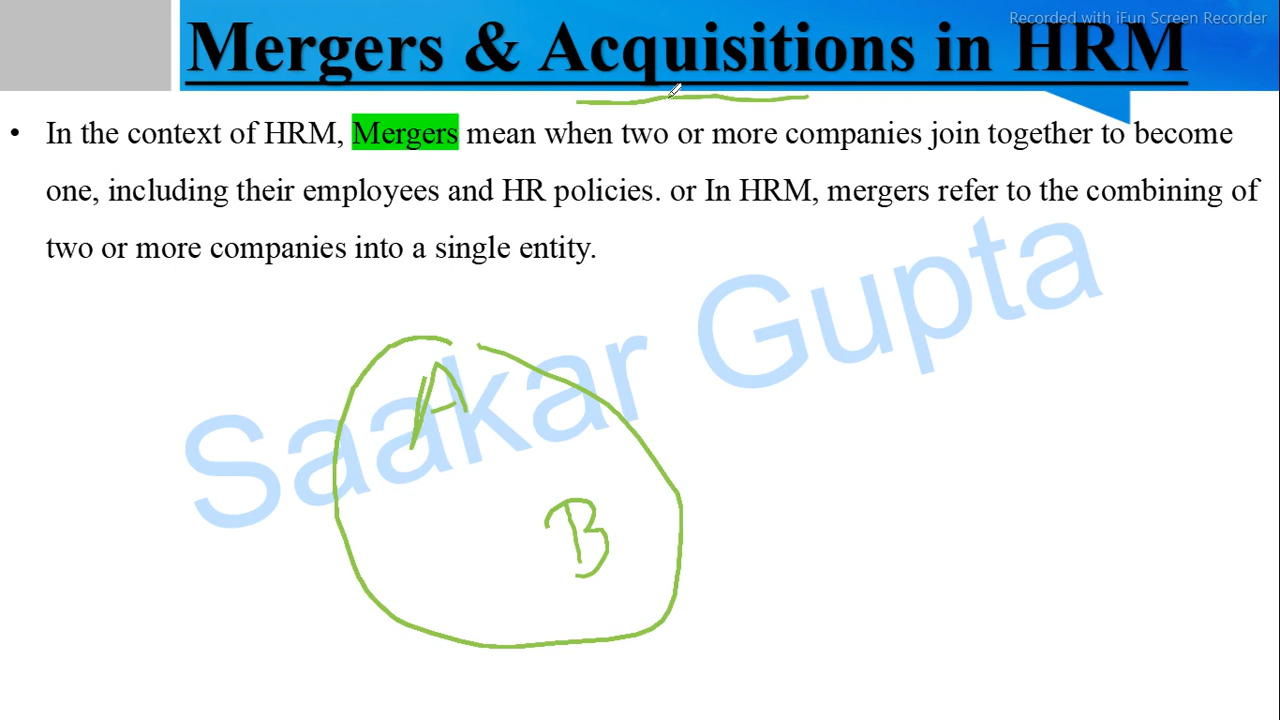 Recorded with iFun Screen Recorder
Mergers & Acquisitions in HRM
• In the context of HRM, Mergers mean when two or more companies join together to become
one, including their employees and HR policies. or In HRM, mergers refer to the combining of
two or more companies into a single entity.
Saakar Gupta
A
B